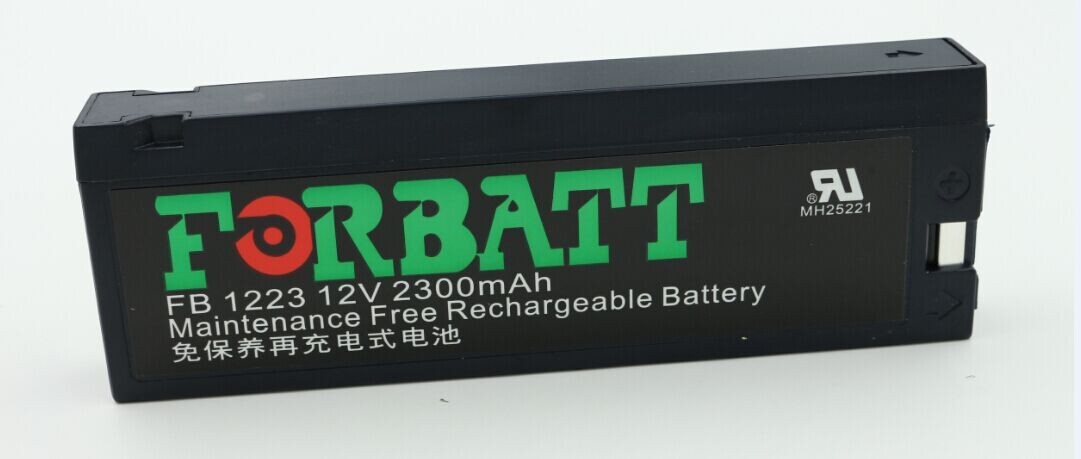 FORBATT
FB 1223 12V 2300mAh
Maintenance Free Rechargeable Battery
免保养再充电式电池
RU®
MH25221